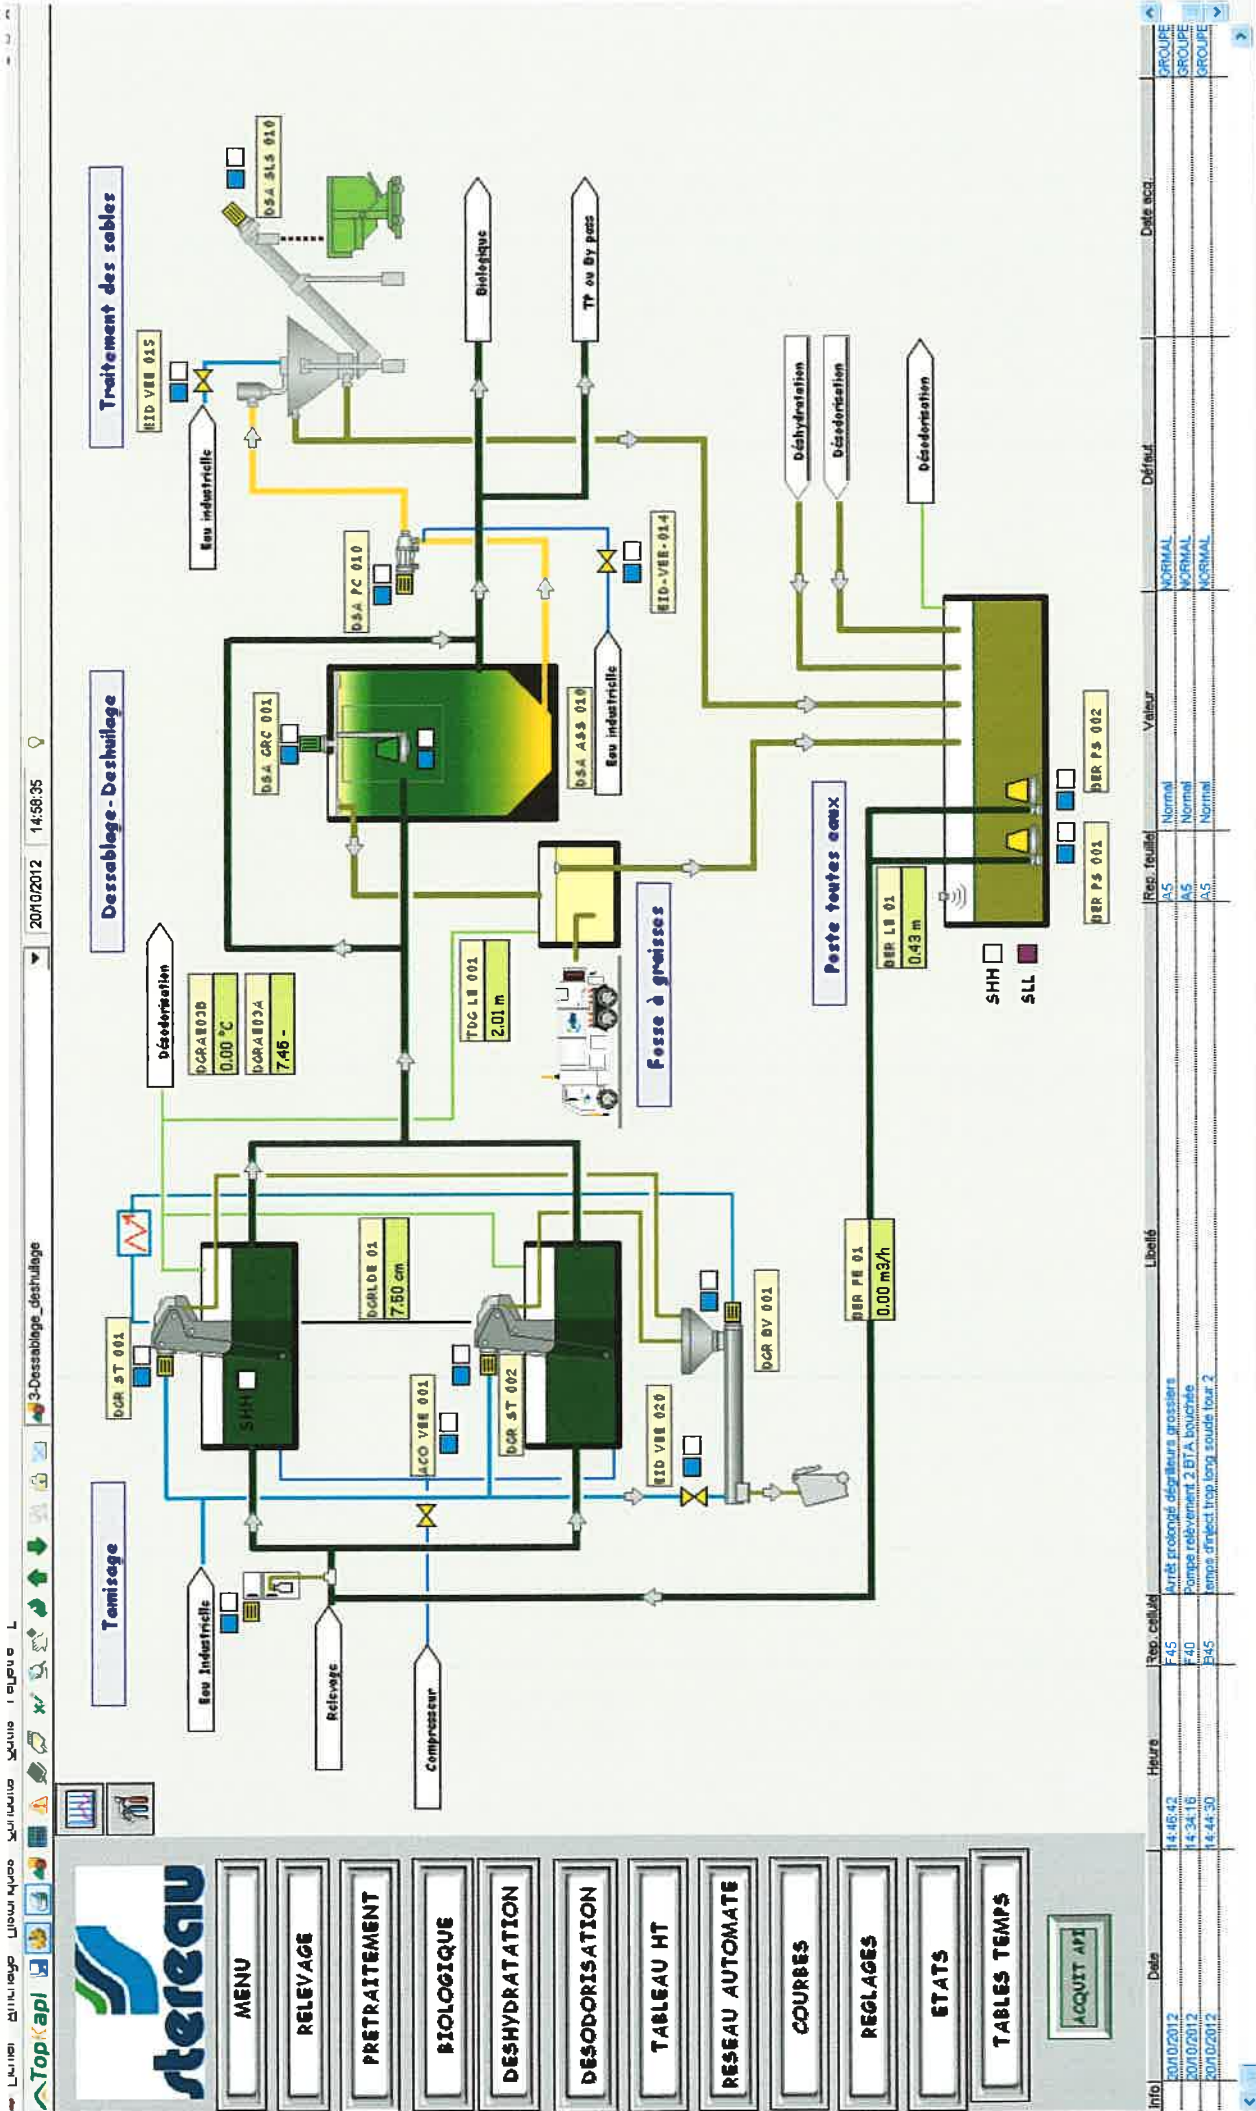 TopKapi
3-Dessablage_deshuilage
20/10/2012
14:58:35
stereau
MENU
RELEVAGE
PRETRAITEMENT
BIOLOGIQUE
DESHYDRATATION
DESODORISATION
TABLEAU HT
RESEAU AUTOMATE
COURBES
REGLAGES
ETATS
TABLES TEMPS
ACQUIT API
Tamisage
Dessablage-Deshuilage
Traitement des sables
Eau Industrielle
Relevage
Compresseur
DGR ST 001
SHH
DGRLDE 01
7.50 cm
ACO VEE 001
DGR ST 002
EID VEE 020
DGR BV 001
Désodorisation
DGRAE03B
0.00 °C
DGRAE03A
7.45 -
TDG LE 001
2.01 m
Fosse à graisses
DSA GRC 001
DSA ASS 010
DSA PC 010
Eau industrielle
EID-VEE-014
Eau industrielle
EID VEE 015
DSA SLS 010
Biologique
TP ou By pass
Déshydratation
Désodorisation
Désodorisation
Poste toutes eaux
BER LE 01
0.43 m
SHH
SLL
BER PS 001
BER PS 002
BER FE 01
0.00 m3/h
Info Date Heure Rep. cellule Libellé Rep. feuille Valeur Défaut Date acq.
20/10/2012 14:46:42 F45 Arrêt prolongé dégrilleurs grossiers A5 Normal NORMAL GROUPE
20/10/2012 14:34:16 F40 Pompe relèvement 2 BTA bouchée A5 Normal NORMAL GROUPE
20/10/2012 14:44:30 B45 temps d'inject trop long soude tour 2 A5 Normal NORMAL GROUPE